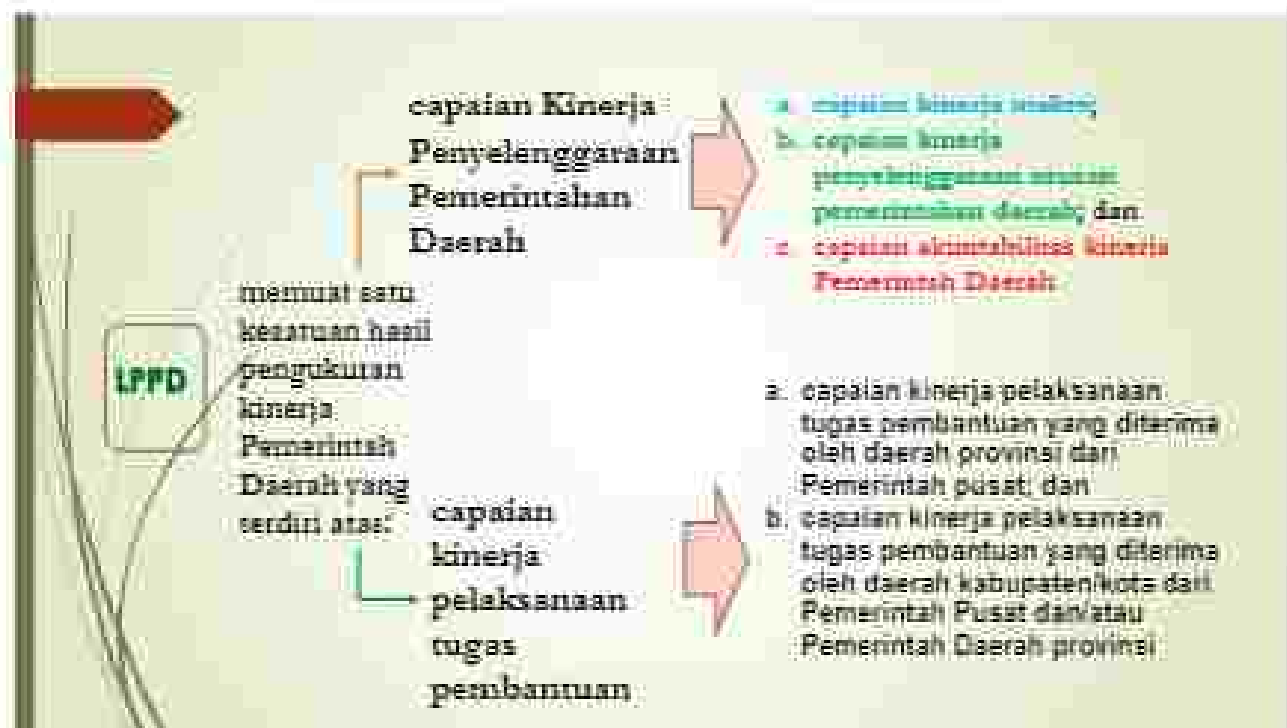 capaian Kinerja
Penyelenggaraan
Pemerintahan
Daerah
a. capaian kinerja makro;
b. capaian kinerja
penyelenggaraan urusan
pemerintahan daerah; dan
c. capaian akuntabilitas kinerja
Pemerintah Daerah
LPPD
memuat satu
kesatuan hasil
pengukuran
kinerja
Pemerintah
Daerah yang
terdiri atas:
capaian
kinerja
pelaksanaan
tugas
pembantuan
a. capaian kinerja pelaksanaan
tugas pembantuan yang diterima
oleh daerah provinsi dari
Pemerintah pusat; dan
b. capaian kinerja pelaksanaan
tugas pembantuan yang diterima
oleh daerah kabupaten/kota dari
Pemerintah Pusat dan/atau
Pemerintah Daerah provinsi